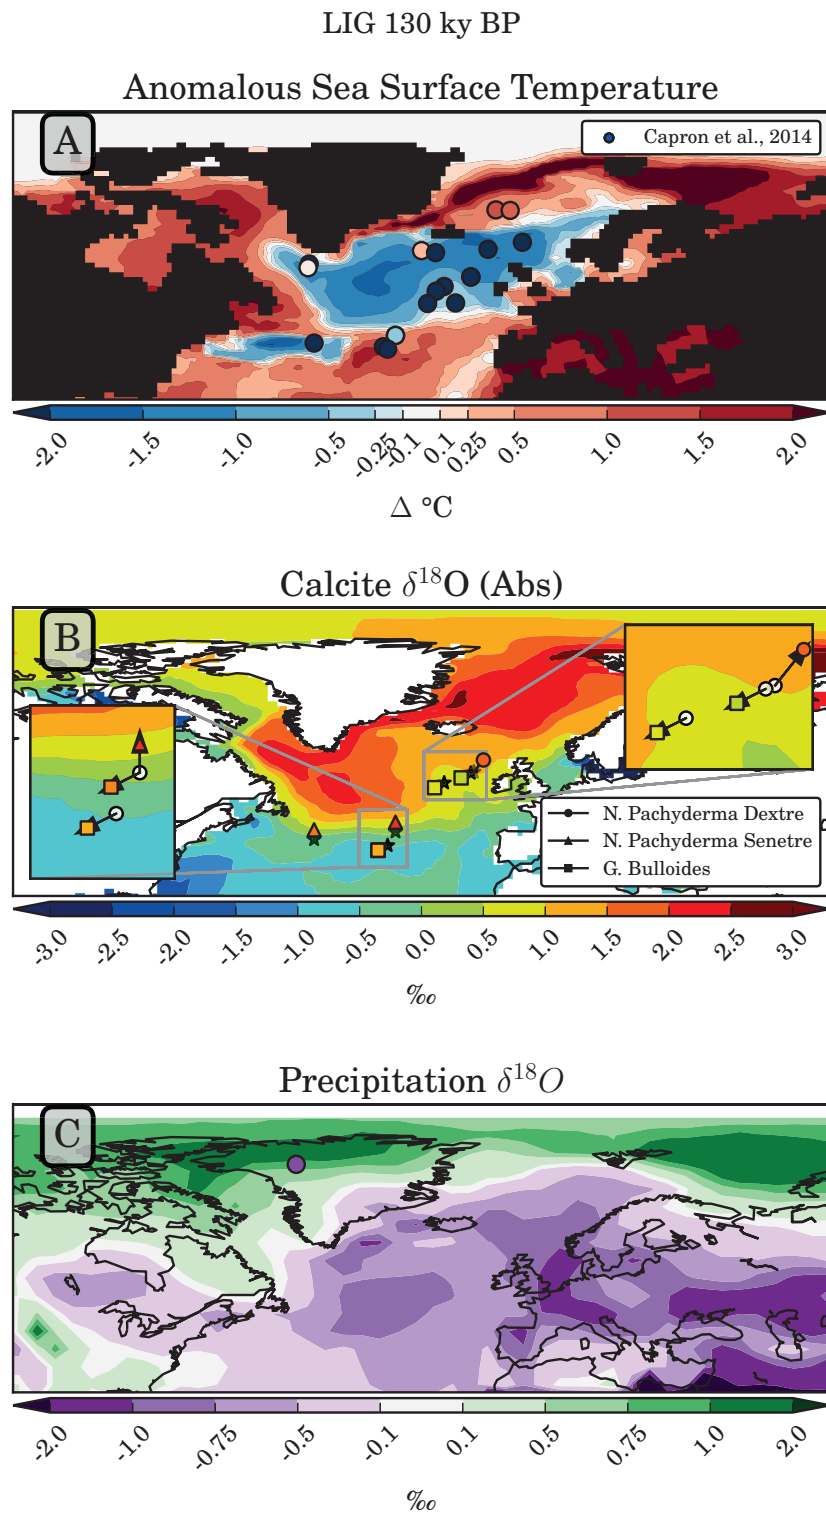 LIG 130 ky BP
Anomalous Sea Surface Temperature
A
Capron et al., 2014
-2.0 -1.5 -1.0 -0.5 -0.25 -0.1 0.1 0.25 0.5 1.0 1.5 2.0
Δ °C
Calcite δ¹⁸O (Abs)
B
N. Pachyderma Dextre
N. Pachyderma Senetre
G. Bulloides
-3.0 -2.5 -2.0 -1.5 -1.0 -0.5 0.0 0.5 1.0 1.5 2.0 2.5 3.0
‰
Precipitation δ¹⁸O
C
-2.0 -1.0 -0.75 -0.5 -0.1 0.1 0.5 0.75 1.0 2.0
‰